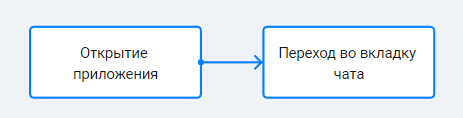 Открытие
приложения
Переход во вкладку
чата